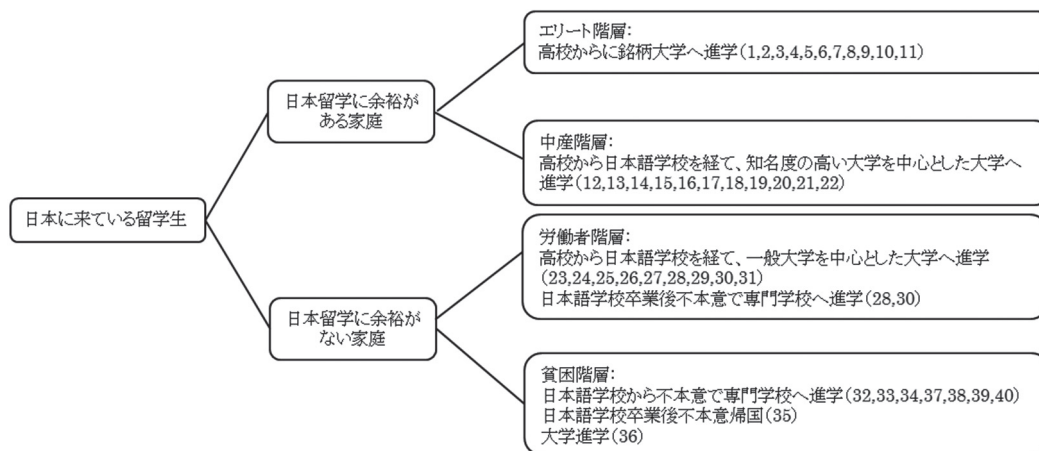 エリート階層：
高校からに銘柄大学へ進学（1,2,3,4,5,6,7,8,9,10,11）
日本留学に余裕が
ある家庭
中産階層：
高校から日本語学校を経て、知名度の高い大学を中心とした大学へ
進学（12,13,14,15,16,17,18,19,20,21,22）
日本に来ている留学生
労働者階層：
高校から日本語学校を経て、一般大学を中心とした大学へ進学
（23,24,25,26,27,28,29,30,31）
日本語学校卒業後不本意で専門学校へ進学（28,30）
日本留学に余裕が
ない家庭
貧困階層：
日本語学校から不本意で専門学校へ進学（32,33,34,37,38,39,40）
日本語学校卒業後不本意帰国（35）
大学進学（36）